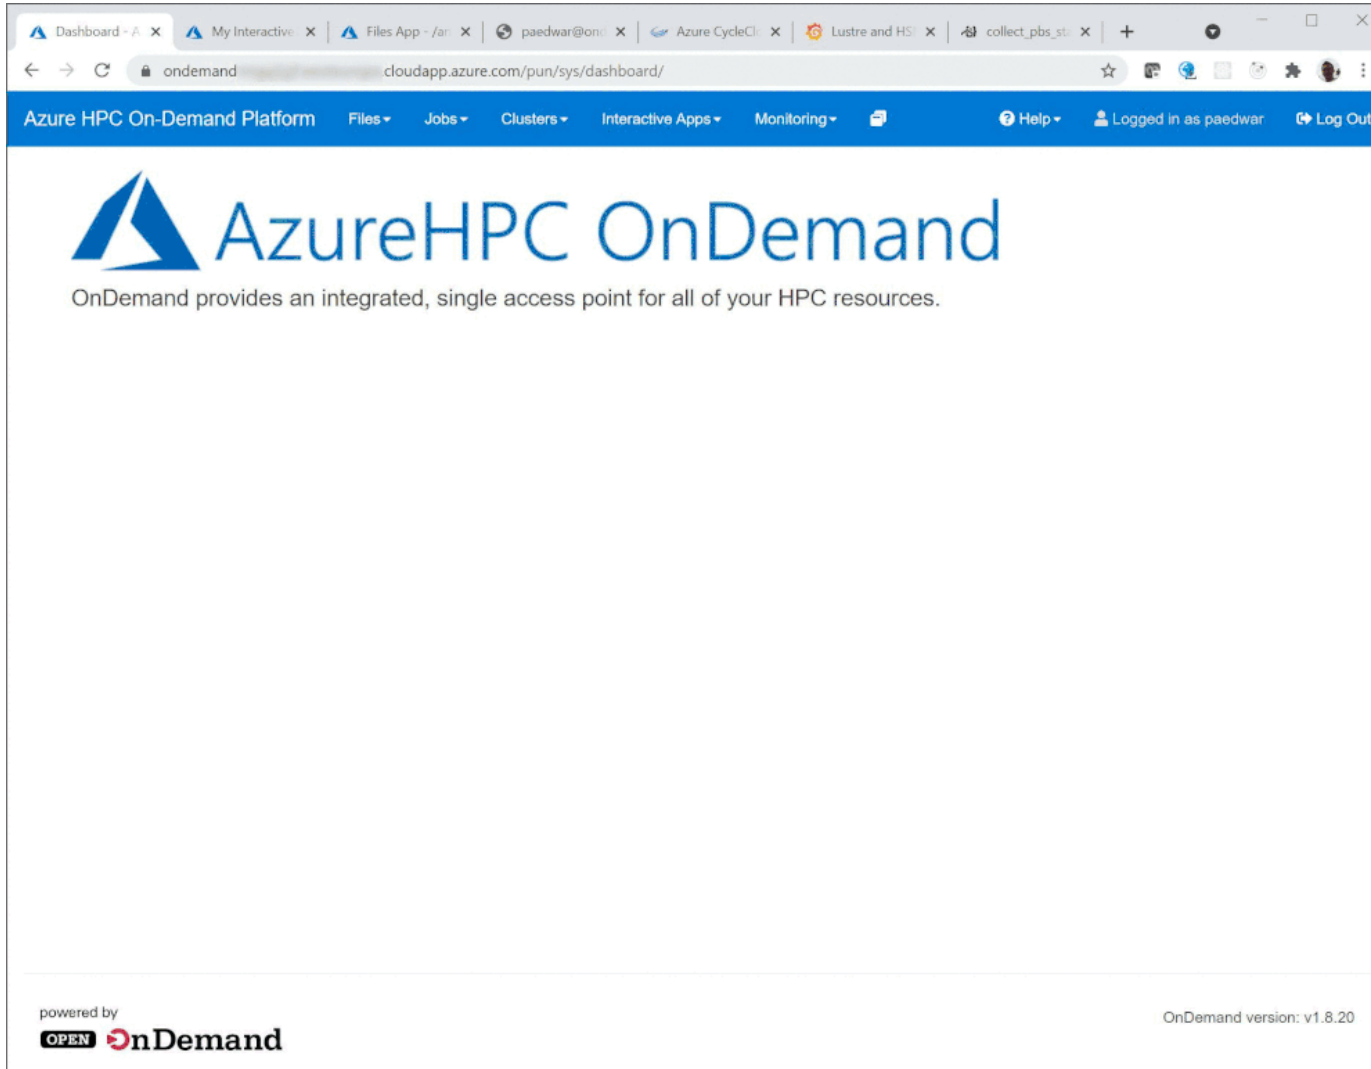 Dashboard - A
My Interactive
Files App - /an
paedwar@ond
Azure CycleCl
Lustre and HS
collect_pbs_sta
ondemand
cloudapp.azure.com/pun/sys/dashboard/
Azure HPC On-Demand Platform Files Jobs Clusters Interactive Apps Monitoring Help Logged in as paedwar Log Out
AzureHPC OnDemand
OnDemand provides an integrated, single access point for all of your HPC resources.
powered by
OPEN OnDemand
OnDemand version: v1.8.20